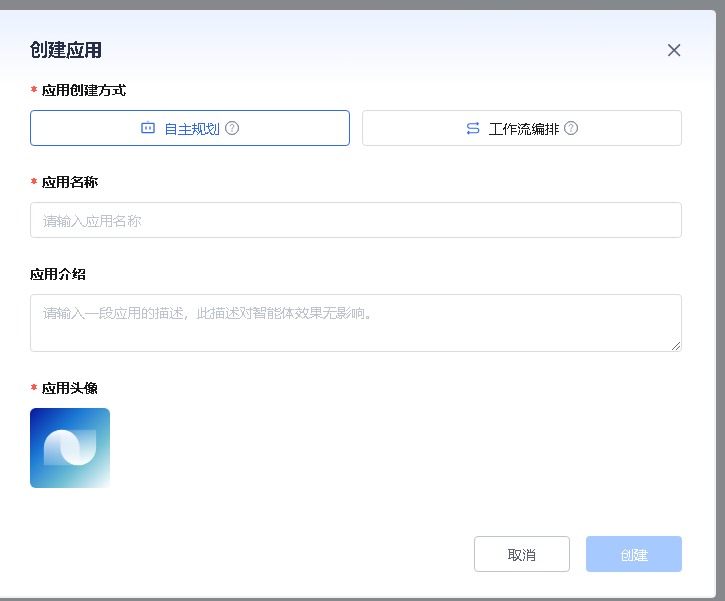 创建应用
* 应用创建方式
自主规划 ? 工作流编排 ?
* 应用名称
请输入应用名称
应用介绍
请输入一段应用的描述，此描述对智能体效果无影响。
* 应用头像
取消 创建